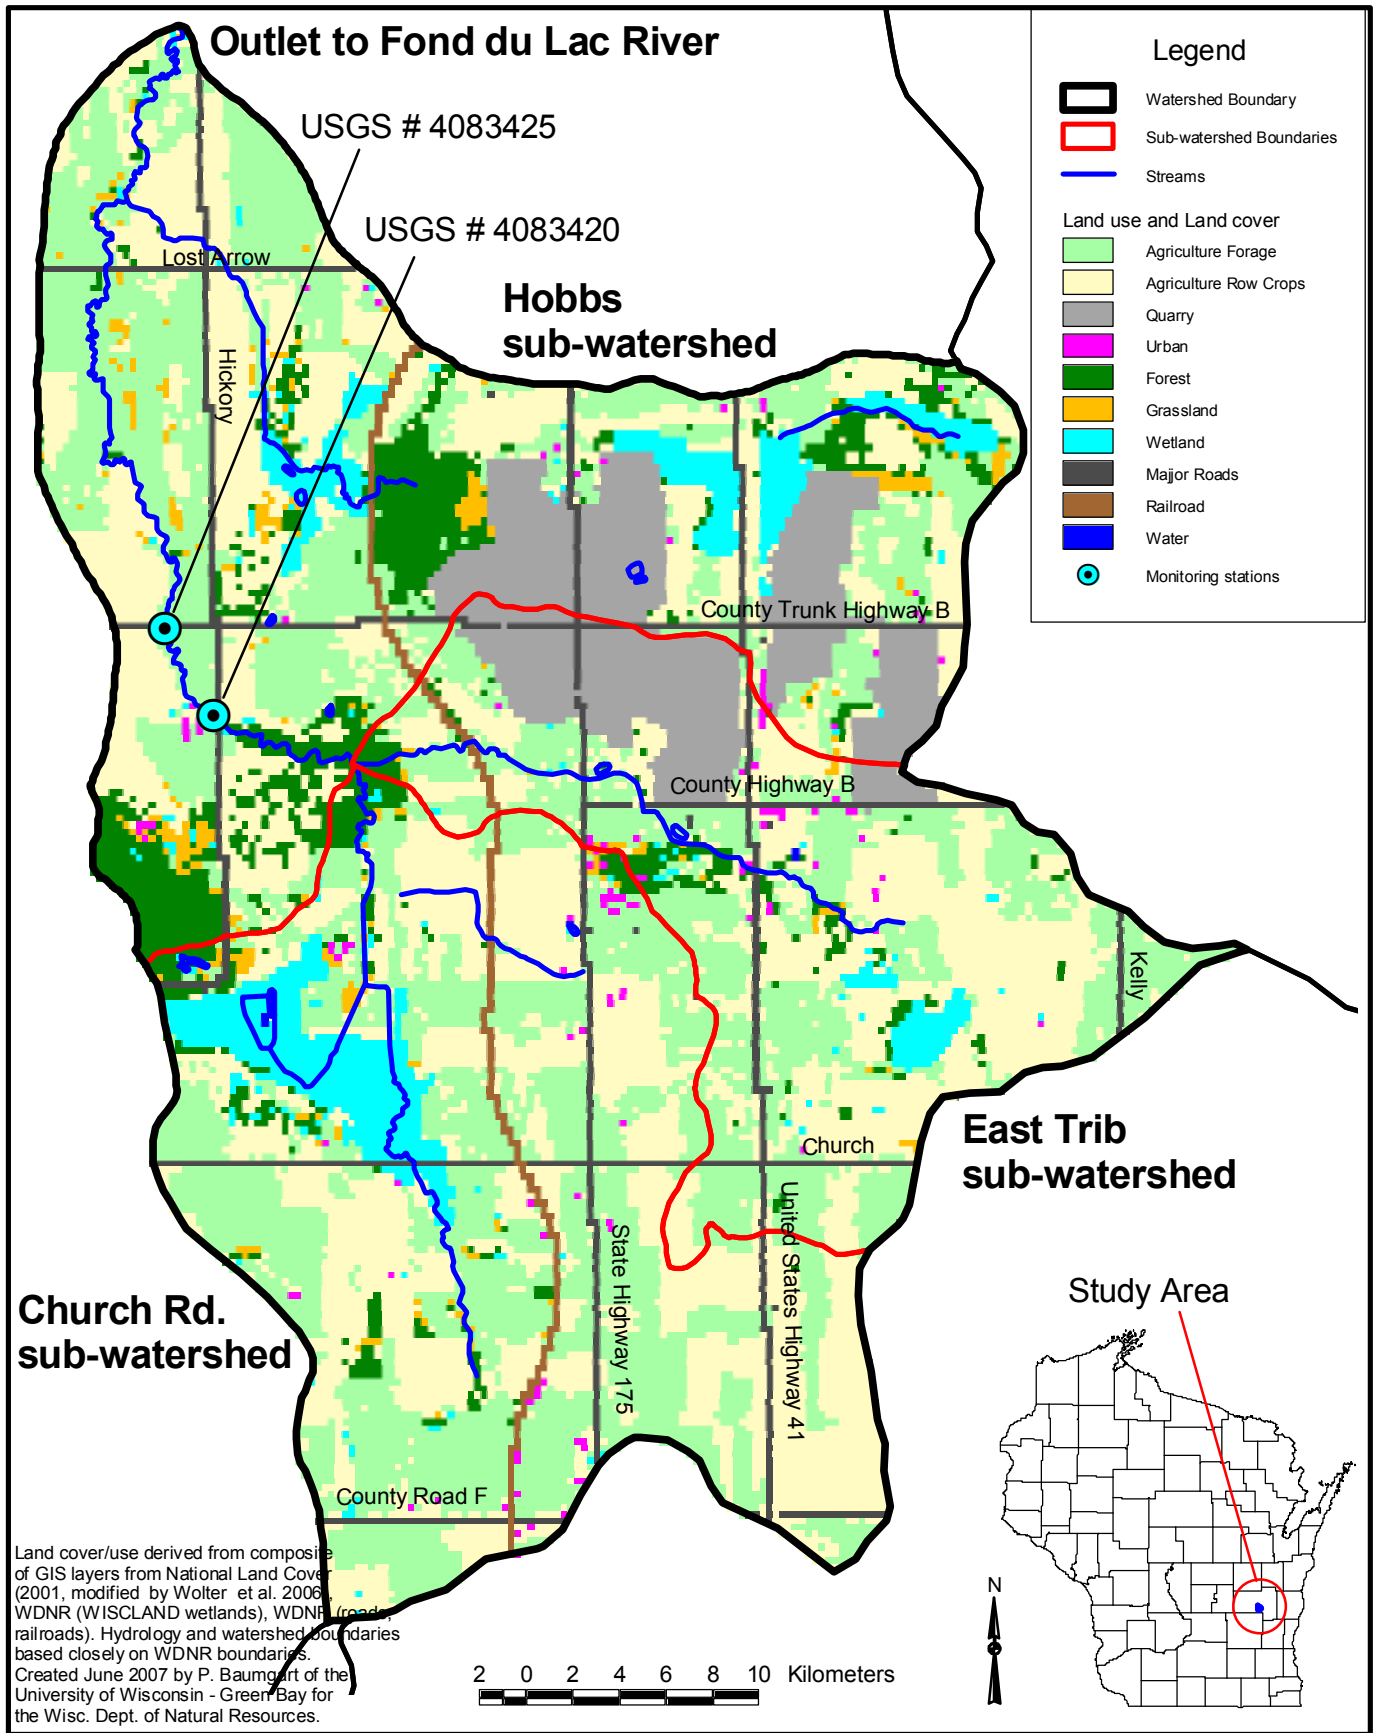 Outlet to Fond du Lac River
USGS # 4083425
USGS # 4083420
Lost Arrow
Hobbs
sub-watershed
Hickory
County Trunk Highway B
County Highway B
Kelly
East Trib
sub-watershed
Church
State Highway 175
United States Highway 41
Church Rd.
sub-watershed
County Road F
Legend
Watershed Boundary
Sub-watershed Boundaries
Streams
Land use and Land cover
Agriculture Forage
Agriculture Row Crops
Quarry
Urban
Forest
Grassland
Wetland
Majjor Roads
Railroad
Water
Monitoring stations
Study Area
N
Land cover/use derived from composite
of GIS layers from National Land Cover
(2001, modified by Wolter et al. 2006),
WDNR (WISCLAND wetlands), WDNR (roads,
railroads). Hydrology and watershed boundaries
based closely on WDNR boundaries.
Created June 2007 by P. Baumgart of the
University of Wisconsin - Green Bay for
the Wisc. Dept. of Natural Resources.
2 0 2 4 6 8 10 Kilometers